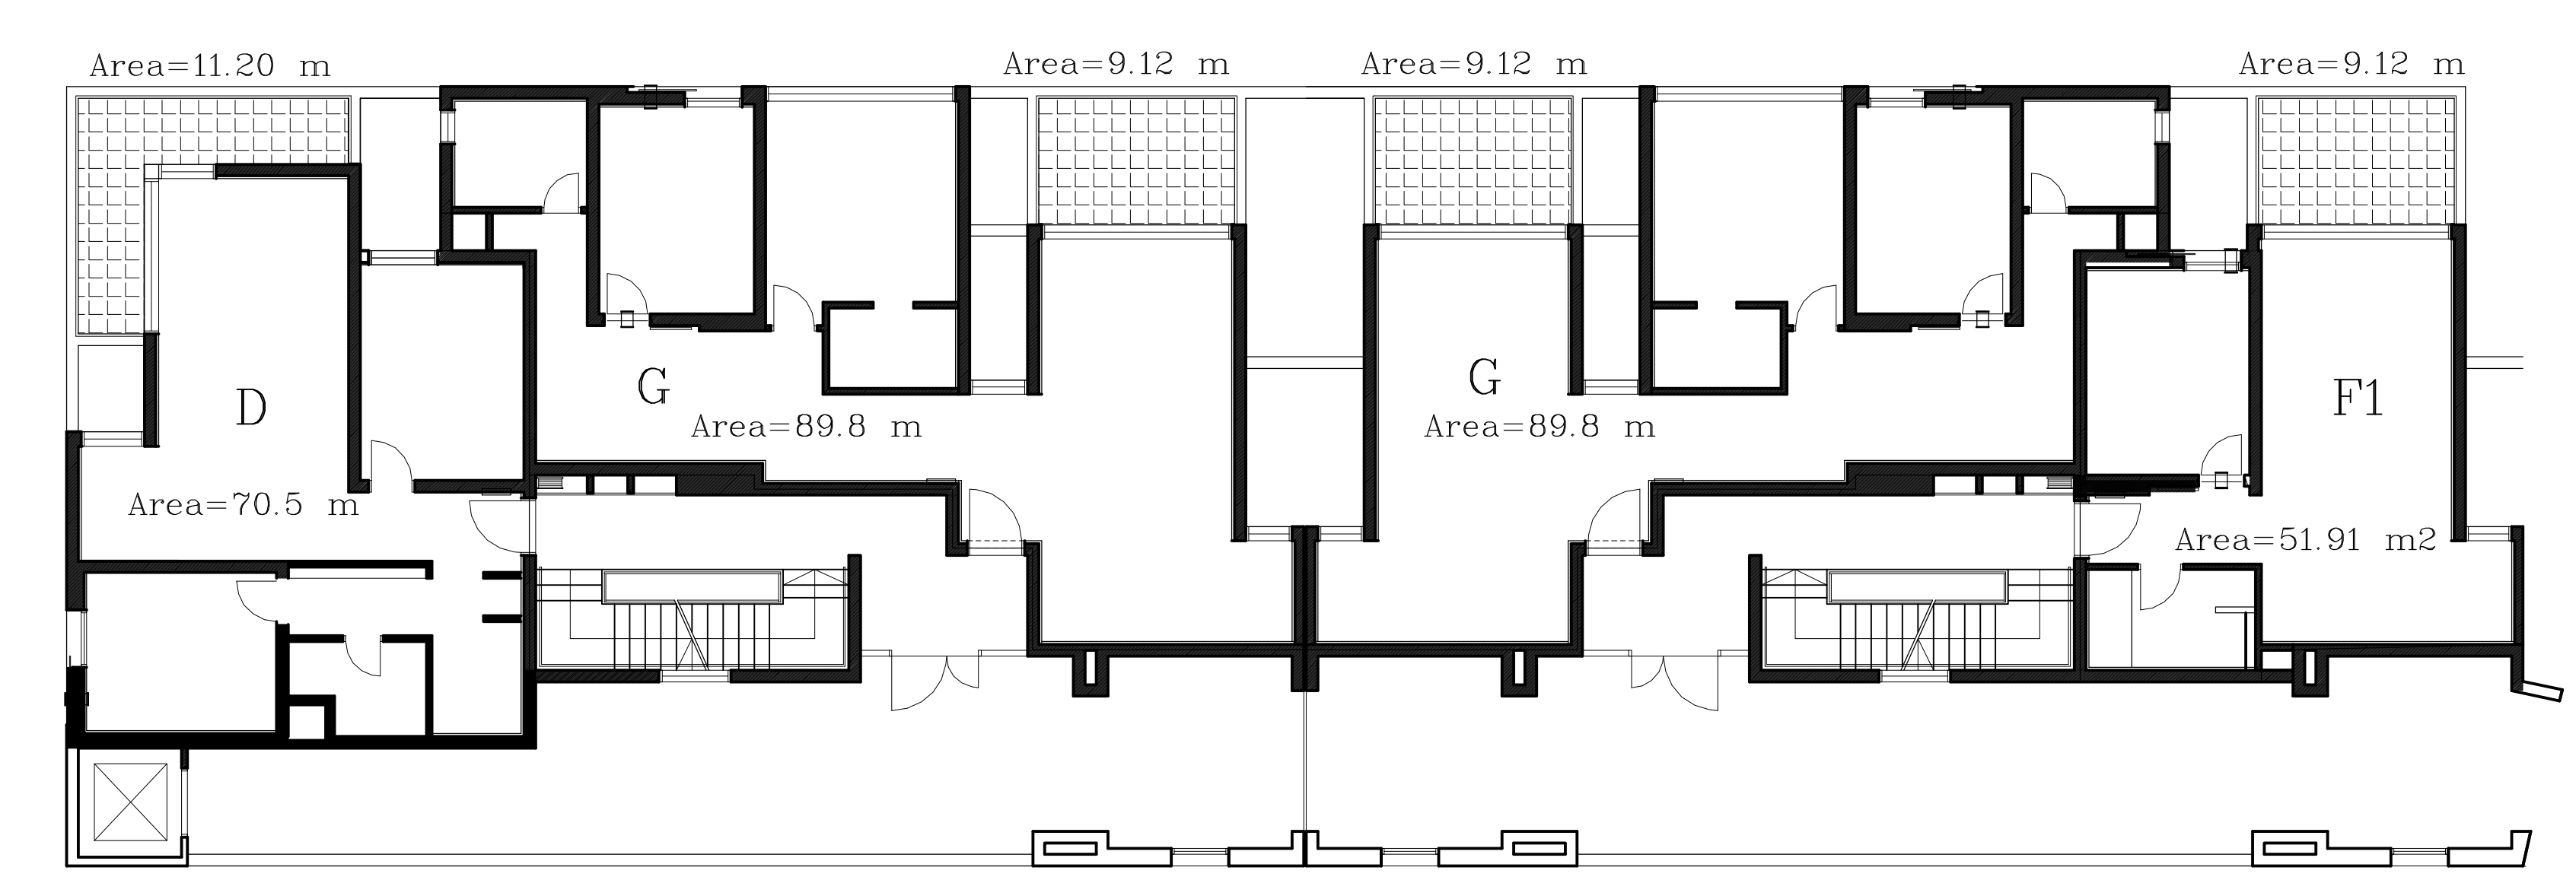 Area=11.20 m
Area=9.12 m
Area=9.12 m
Area=9.12 m
D
G
G
F1
Area=89.8 m
Area=89.8 m
Area=70.5 m
Area=51.91 m2